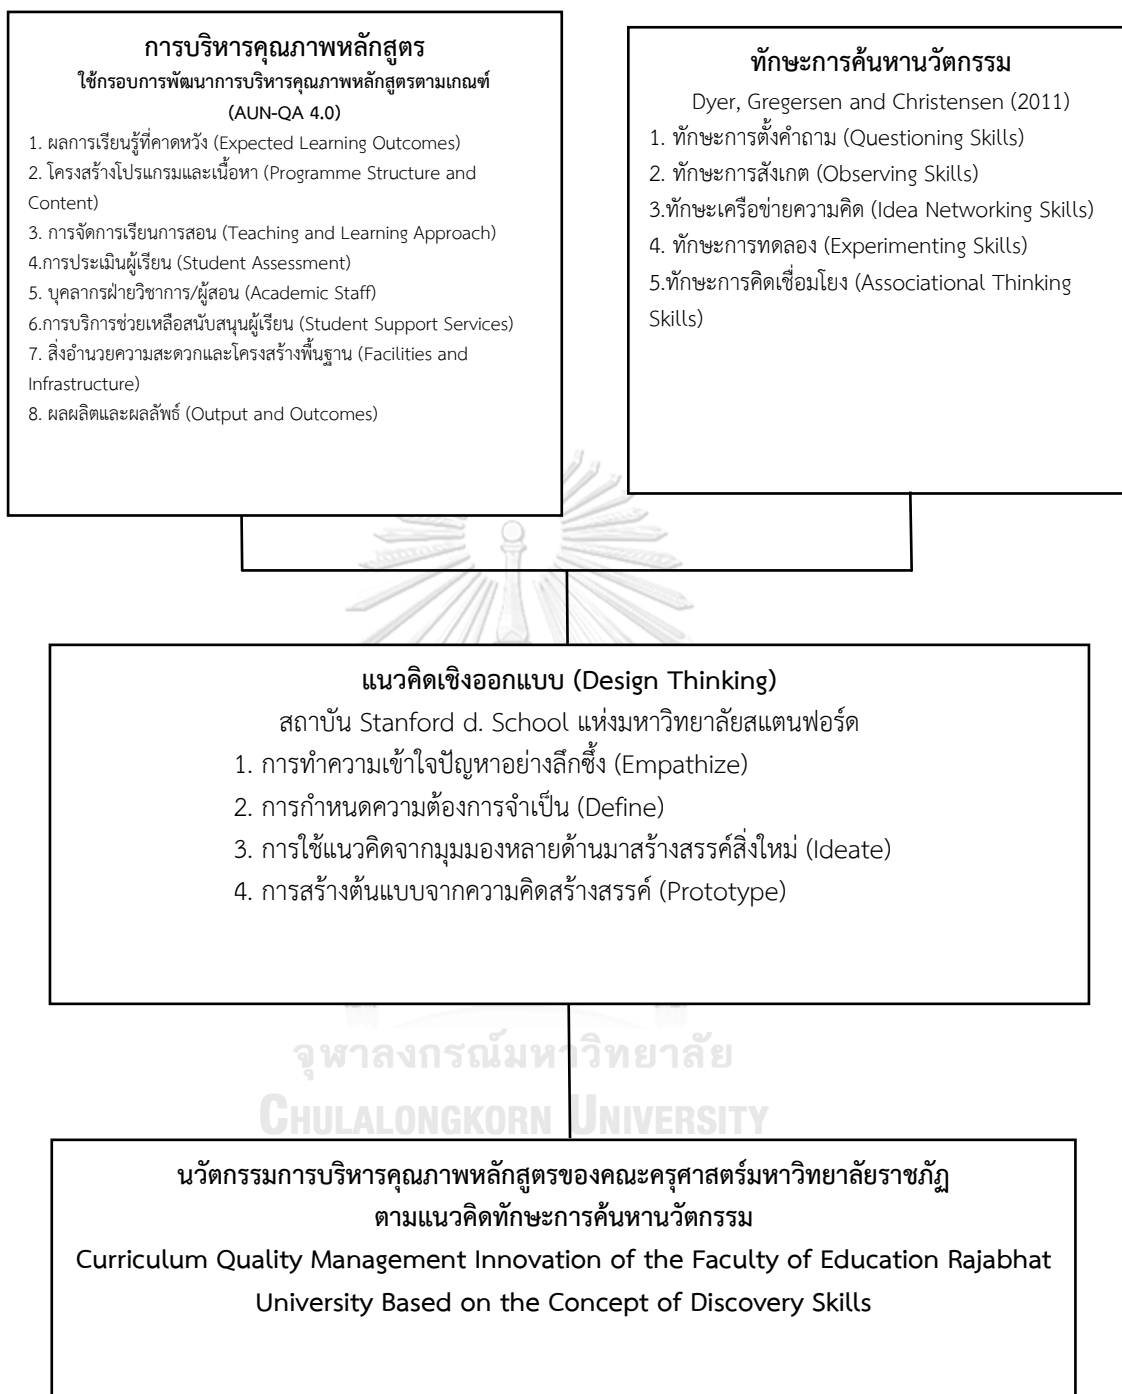 การบริหารคุณภาพหลักสูตร
ใช้กรอบการพัฒนาการบริหารคุณภาพหลักสูตรตามเกณฑ์
(AUN-QA 4.0)
1. ผลการเรียนรู้ที่คาดหวัง (Expected Learning Outcomes)
2. โครงสร้างโปรแกรมและเนื้อหา (Programme Structure and
Content)
3. การจัดการเรียนการสอน (Teaching and Learning Approach)
4.การประเมินผู้เรียน (Student Assessment)
5. บุคลากรฝ่ายวิชาการ/ผู้สอน (Academic Staff)
6.การบริการช่วยเหลือสนับสนุนผู้เรียน (Student Support Services)
7. สิ่งอำนวยความสะดวกและโครงสร้างพื้นฐาน (Facilities and
Infrastructure)
8. ผลผลิตและผลลัพธ์ (Output and Outcomes)
ทักษะการค้นหานวัตกรรม
Dyer, Gregersen and Christensen (2011)
1. ทักษะการตั้งคำถาม (Questioning Skills)
2. ทักษะการสังเกต (Observing Skills)
3.ทักษะเครือข่ายความคิด (Idea Networking Skills)
4. ทักษะการทดลอง (Experimenting Skills)
5.ทักษะการคิดเชื่อมโยง (Associational Thinking
Skills)
แนวคิดเชิงออกแบบ (Design Thinking)
สถาบัน Stanford d. School แห่งมหาวิทยาลัยสแตนฟอร์ด
1. การทำความเข้าใจปัญหาอย่างลึกซึ้ง (Empathize)
2. การกำหนดความต้องการจำเป็น (Define)
3. การใช้แนวคิดจากมุมมองหลายด้านมาสร้างสรรค์สิ่งใหม่ (Ideate)
4. การสร้างต้นแบบจากความคิดสร้างสรรค์ (Prototype)
จุฬาลงกรณ์มหาวิทยาลัย
CHULALONGKORN UNIVERSITY
นวัตกรรมการบริหารคุณภาพหลักสูตรของคณะครุศาสตร์มหาวิทยาลัยราชภัฏ
ตามแนวคิดทักษะการค้นหานวัตกรรม
Curriculum Quality Management Innovation of the Faculty of Education Rajabhat
University Based on the Concept of Discovery Skills